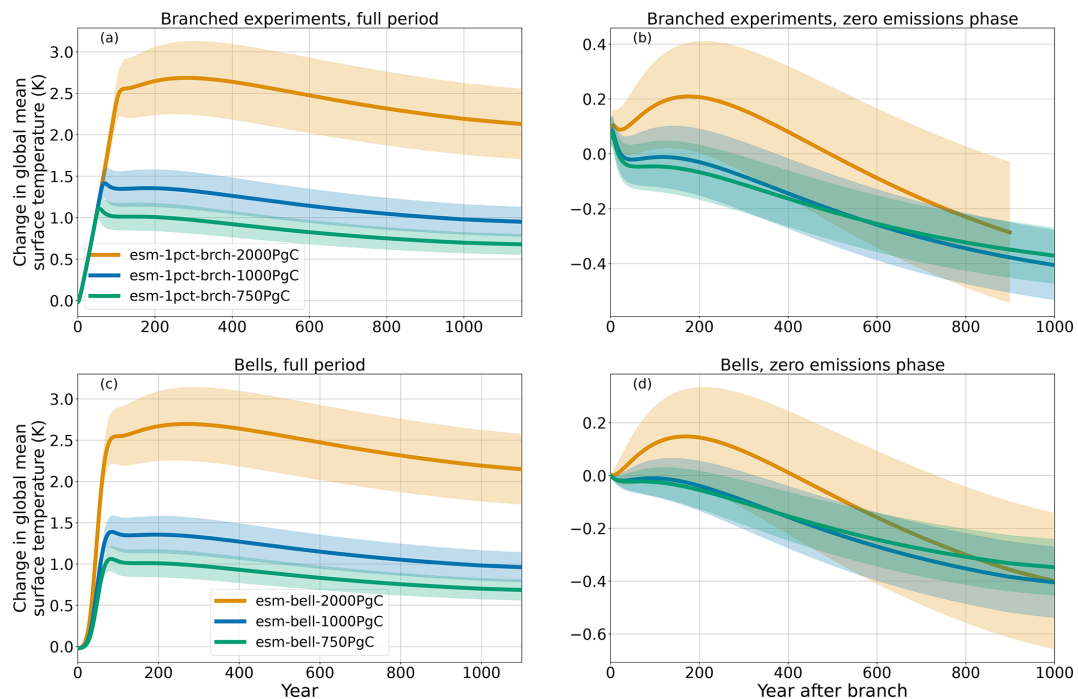 Branched experiments, full period
(a)
Change in global mean
surface temperature (K)
3.0
2.5
2.0
1.5
1.0
0.5
0.0
esm-1pct-brch-2000PgC
esm-1pct-brch-1000PgC
esm-1pct-brch-750PgC
0 200 400 600 800 1000
Branched experiments, zero emissions phase
(b)
0.4
0.2
0.0
−0.2
−0.4
0 200 400 600 800 1000
Bells, full period
(c)
Change in global mean
surface temperature (K)
3.0
2.5
2.0
1.5
1.0
0.5
0.0
esm-bell-2000PgC
esm-bell-1000PgC
esm-bell-750PgC
0 200 400 600 800 1000
Year
Bells, zero emissions phase
(d)
0.2
0.0
−0.2
−0.4
−0.6
0 200 400 600 800 1000
Year after branch